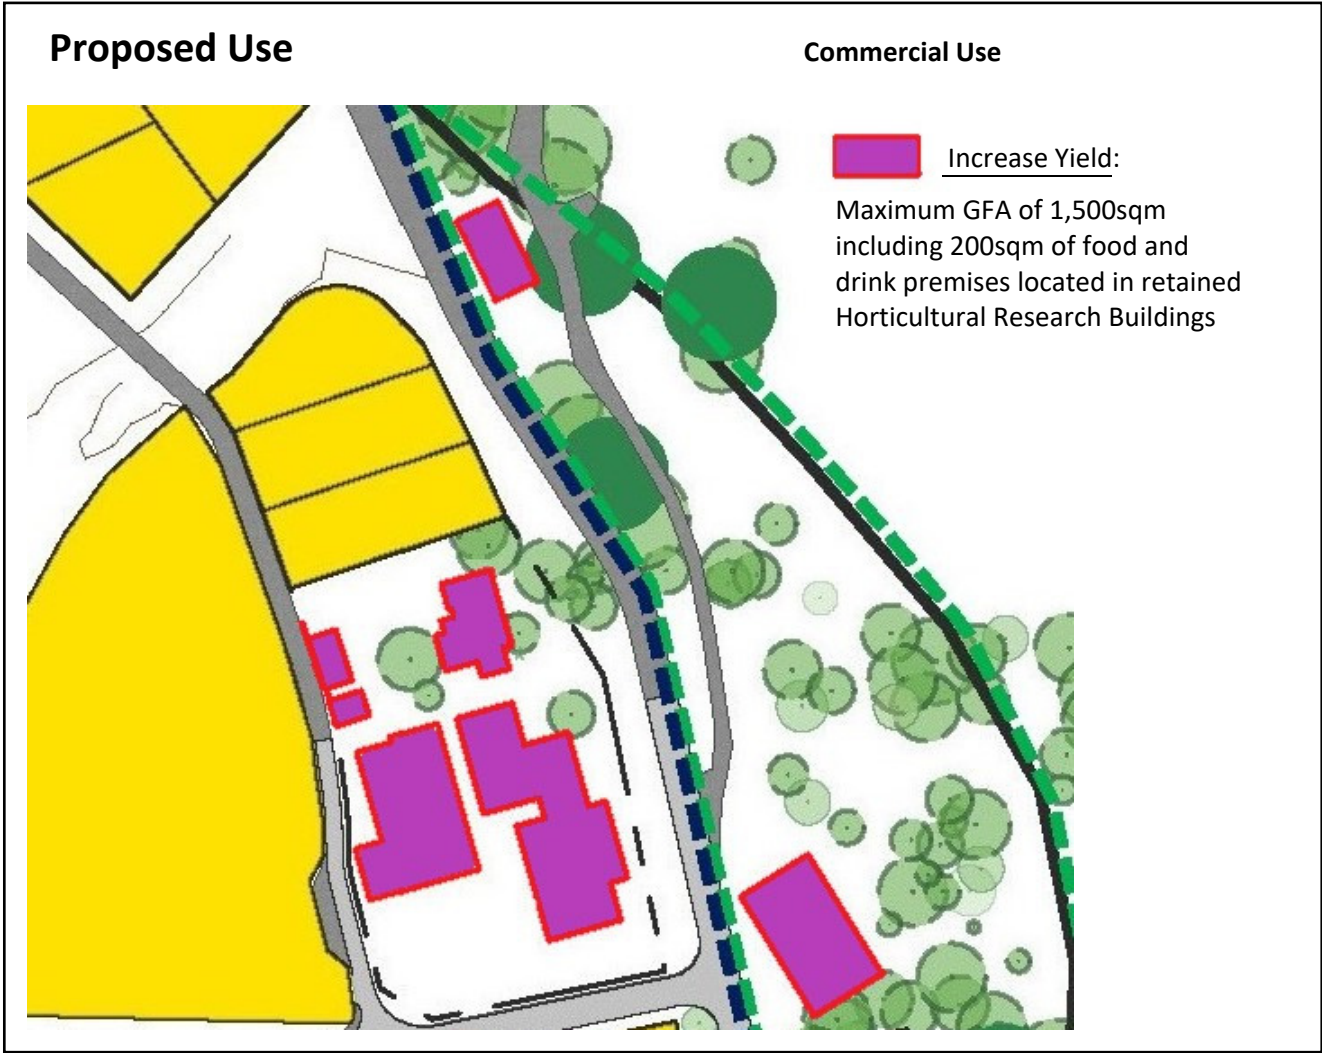 Proposed Use
Commercial Use
Increase Yield:
Maximum GFA of 1,500sqm
including 200sqm of food and
drink premises located in retained
Horticultural Research Buildings